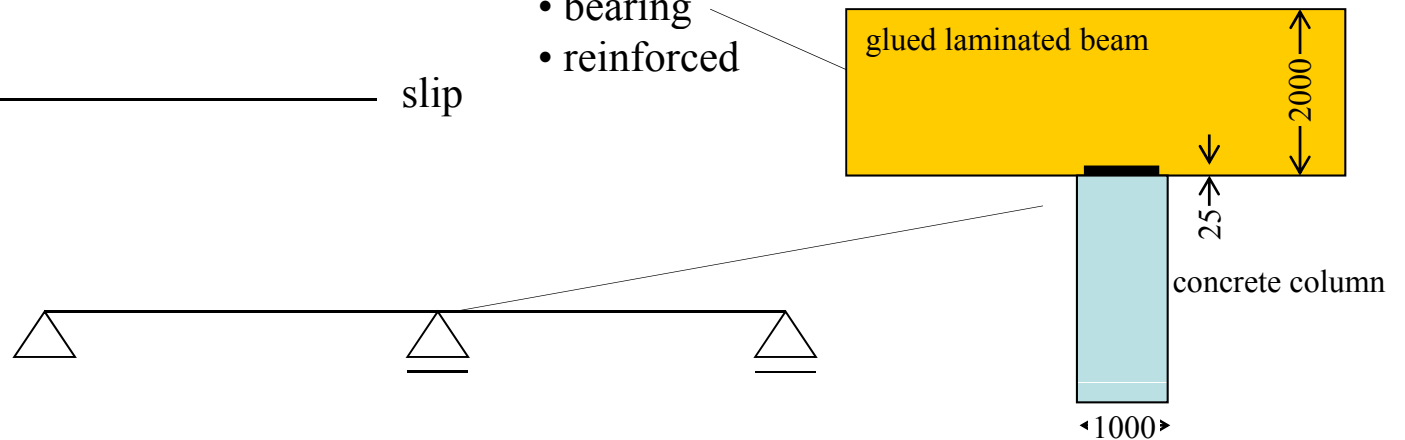 • bearing
• reinforced
slip
glued laminated beam
2000
25
concrete column
1000